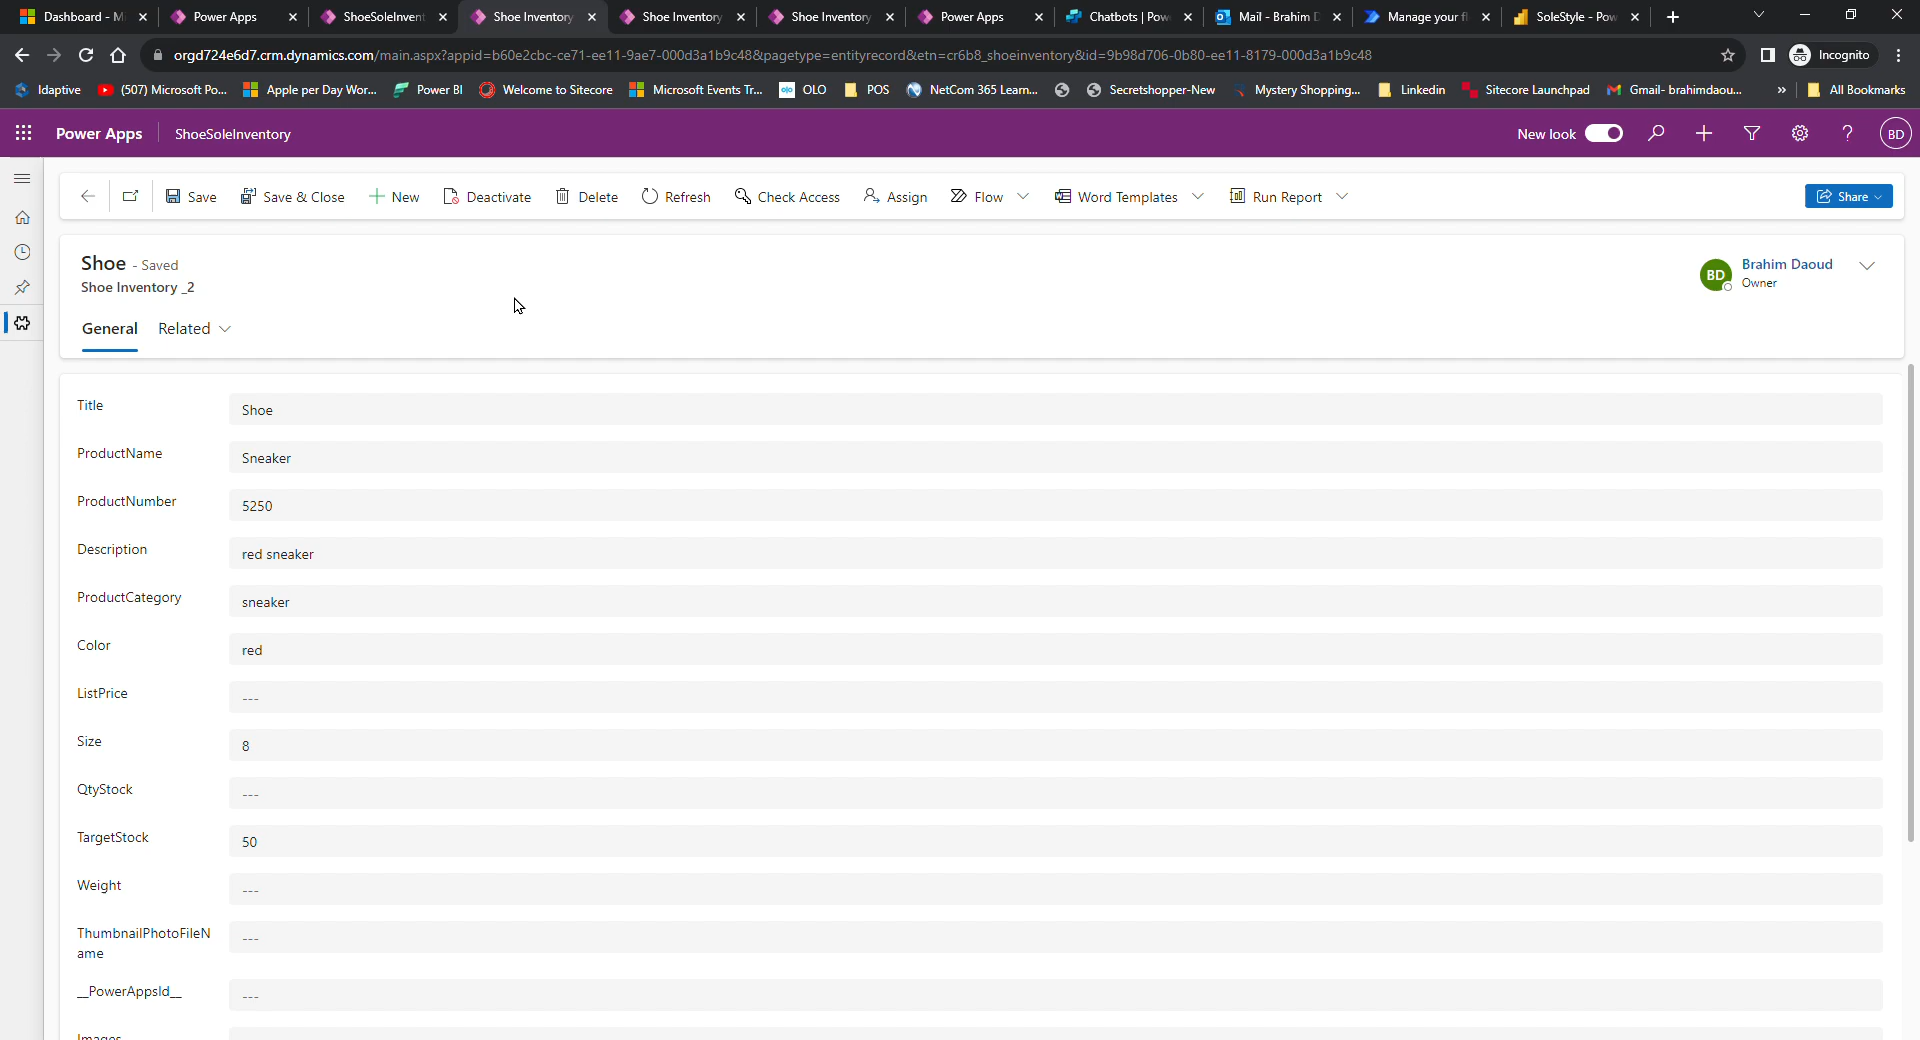 Dashboard - M
Power Apps
ShoeSoleInvent
Shoe Inventory
Shoe Inventory
Shoe Inventory
Power Apps
Chatbots | Pow
Mail - Brahim D
Manage your fl
SoleStyle - Pow
orgd724e6d7.crm.dynamics.com/main.aspx?appid=b60e2cbc-ce71-ee11-9ae7-000d3a1b9c48&pagetype=entityrecord&etn=cr6b8_shoeinventory&id=9b98d706-0b80-ee11-8179-000d3a1b9c48
Incognito
Idaptive
(507) Microsoft Po...
Apple per Day Wor...
Power BI
Welcome to Sitecore
Microsoft Events Tr...
OLO
POS
NetCom 365 Learn...
Secretshopper-New
Mystery Shopping...
Linkedin
Sitecore Launchpad
Gmail- brahimdaou...
»
All Bookmarks
Power Apps
ShoeSoleInventory
New look
BD
Save
Save & Close
New
Deactivate
Delete
Refresh
Check Access
Assign
Flow
Word Templates
Run Report
Share
Shoe - Saved
Shoe Inventory _2
BD
Brahim Daoud
Owner
General
Related
Title
Shoe
ProductName
Sneaker
ProductNumber
5250
Description
red sneaker
ProductCategory
sneaker
Color
red
ListPrice
---
Size
8
QtyStock
---
TargetStock
50
Weight
---
ThumbnailPhotoFileN
ame
---
__PowerAppsId__
---
Images